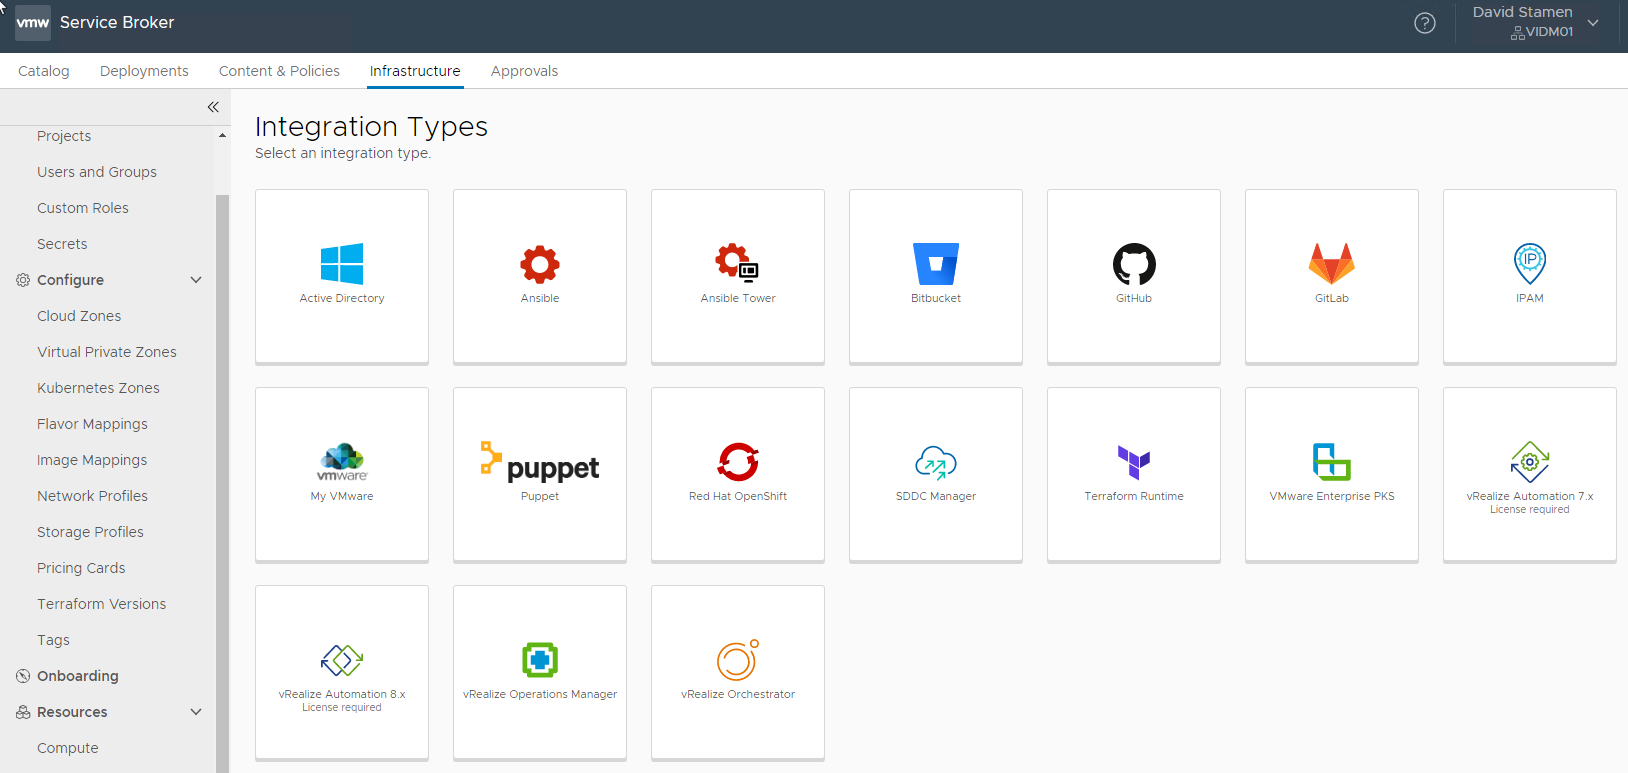 vmw Service Broker
David Stamen
VIDM01
Catalog Deployments Content & Policies Infrastructure Approvals
Projects
Users and Groups
Custom Roles
Secrets
Configure
Cloud Zones
Virtual Private Zones
Kubernetes Zones
Flavor Mappings
Image Mappings
Network Profiles
Storage Profiles
Pricing Cards
Terraform Versions
Tags
Onboarding
Resources
Compute
Integration Types
Select an integration type.
Active Directory
Ansible
Ansible Tower
Bitbucket
GitHub
GitLab
IP
IPAM
vmware
My VMware
puppet
Puppet
Red Hat OpenShift
SDDC Manager
Terraform Runtime
VMware Enterprise PKS
vRealize Automation 7.x
License required
vRealize Automation 8.x
License required
vRealize Operations Manager
vRealize Orchestrator